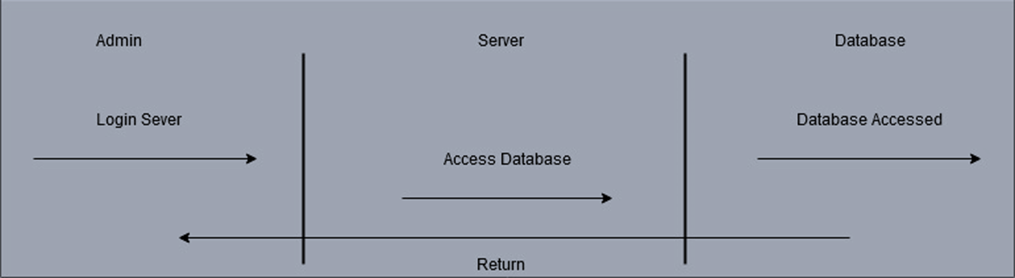 Admin
Server
Database
Login Sever
Database Accessed
Access Database
Return